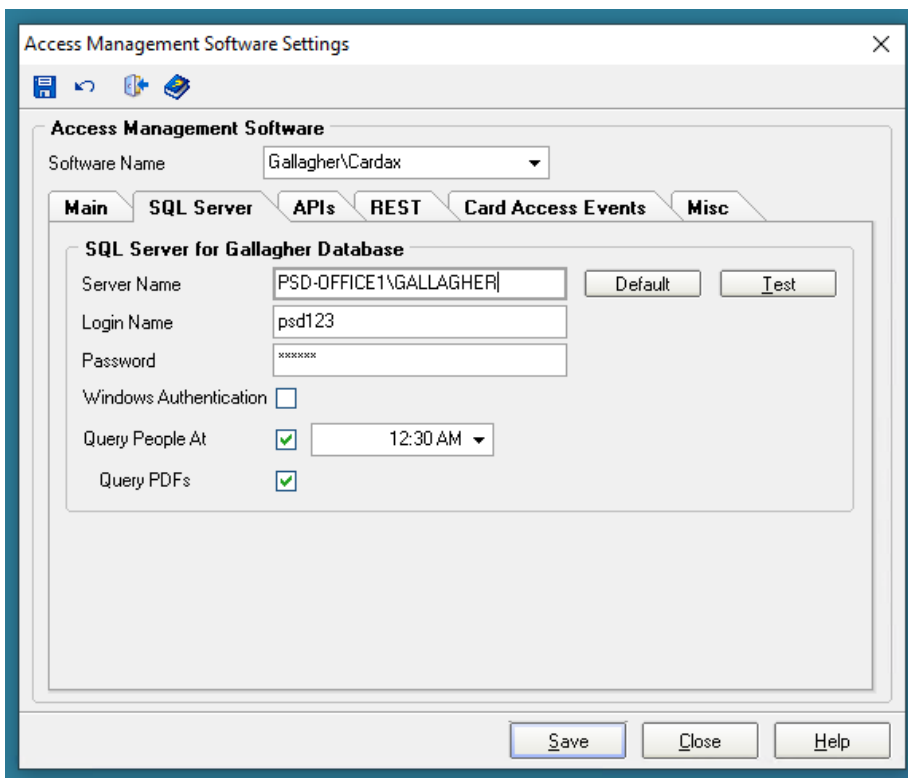 Access Management Software Settings
Access Management Software
Software Name Gallagher\Cardax
Main SQL Server APIs REST Card Access Events Misc
SQL Server for Gallagher Database
Server Name PSD-OFFICE1\GALLAGHER Default Test
Login Name psd123
Password ××××××
Windows Authentication
Query People At 12:30 AM
Query PDFs
Save Close Help